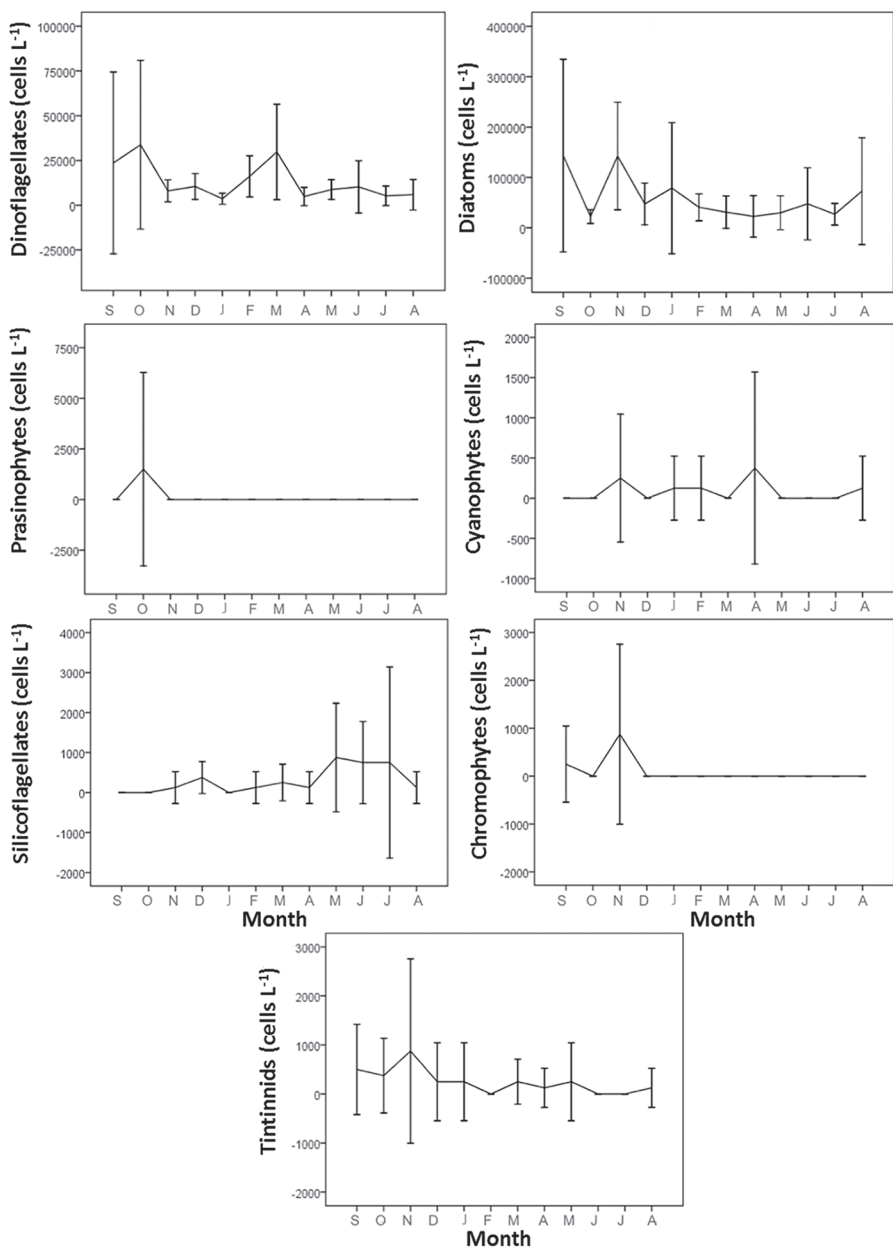 Dinoflagellates (cells L-1)
100000
75000
50000
25000
0
-25000
S O N D J F M A M J J A
Diatoms (cells L-1)
400000
300000
200000
100000
0
-100000
S O N D J F M A M J J A
Prasinophytes (cells L-1)
7500
5000
2500
0
-2500
S O N D J F M A M J J A
Cyanophytes (cells L-1)
2000
1500
1000
500
0
-500
-1000
S O N D J F M A M J J A
Silicoflagellates (cells L-1)
4000
3000
2000
1000
0
-1000
-2000
S O N D J F M A M J J A
Month
Chromophytes (cells L-1)
3000
2000
1000
0
-1000
-2000
S O N D J F M A M J J A
Month
Tintinnids (cells L-1)
3000
2000
1000
0
-1000
-2000
S O N D J F M A M J J A
Month